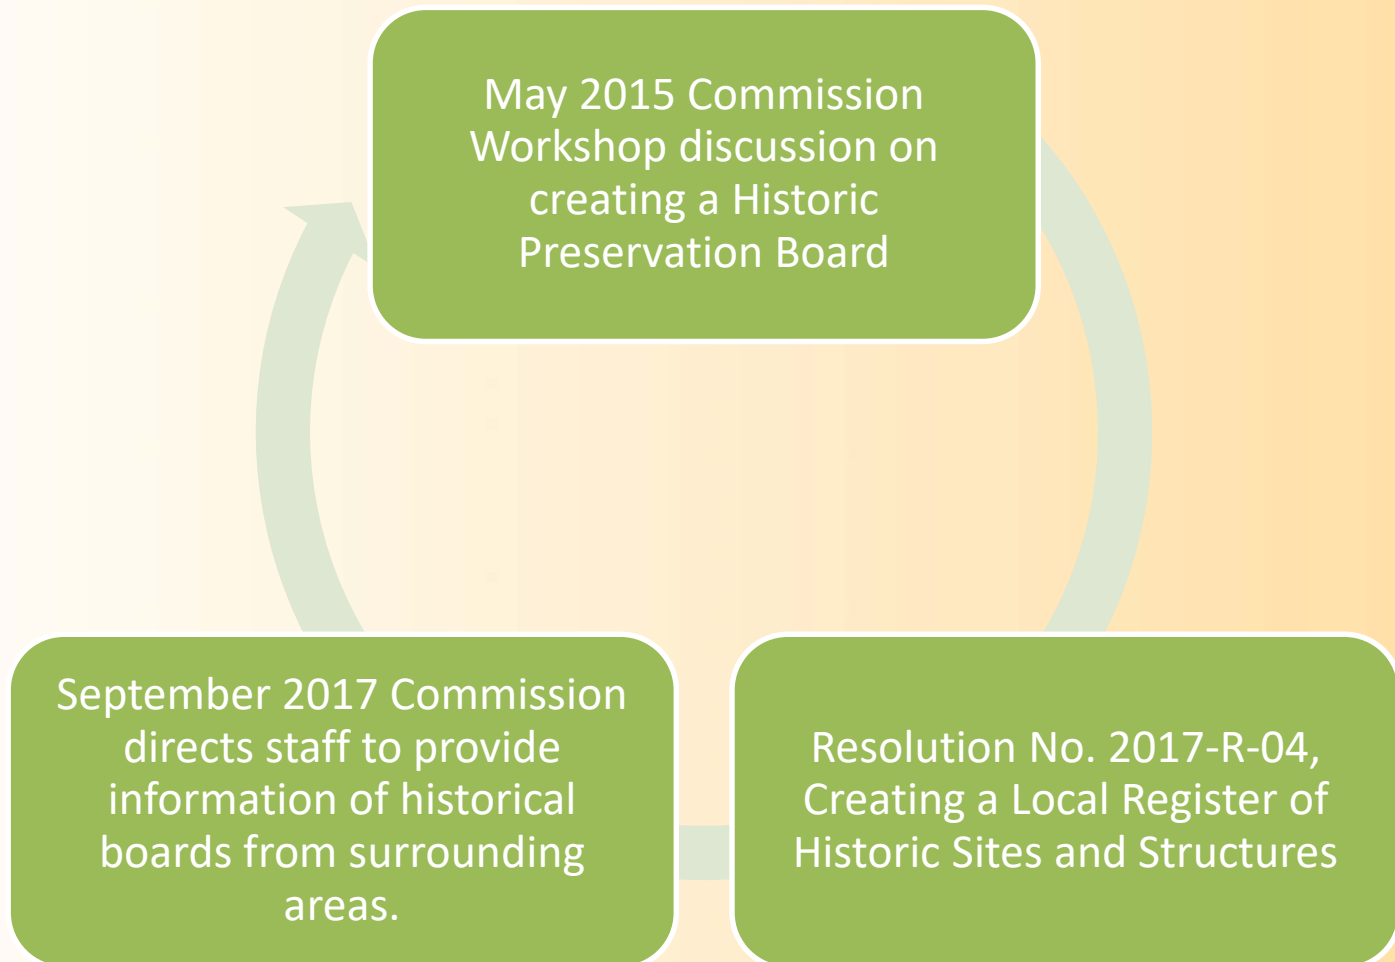 May 2015 Commission
Workshop discussion on
creating a Historic
Preservation Board
Resolution No. 2017-R-04,
Creating a Local Register of
Historic Sites and Structures
September 2017 Commission
directs staff to provide
information of historical
boards from surrounding
areas.